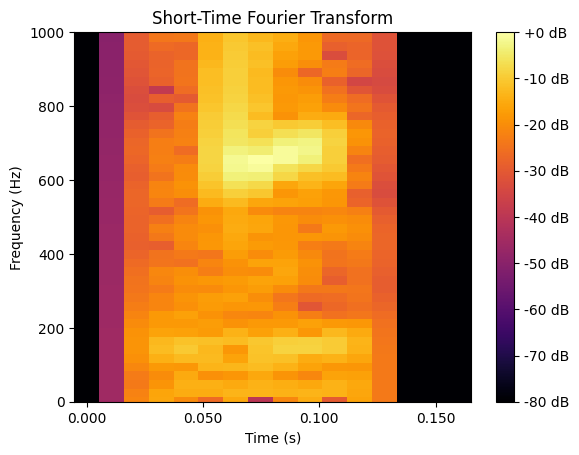 Short-Time Fourier Transform
Frequency (Hz)
1000
800
600
400
200
0
0.000
0.050
0.100
0.150
Time (s)
+0 dB
-10 dB
-20 dB
-30 dB
-40 dB
-50 dB
-60 dB
-70 dB
-80 dB